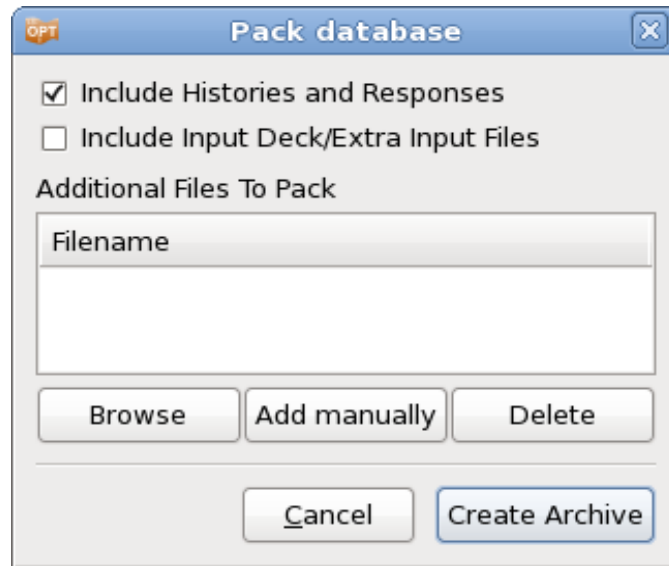 OPT Pack database
Include Histories and Responses
Include Input Deck/Extra Input Files
Additional Files To Pack
Filename
Browse Add manually Delete
Cancel Create Archive